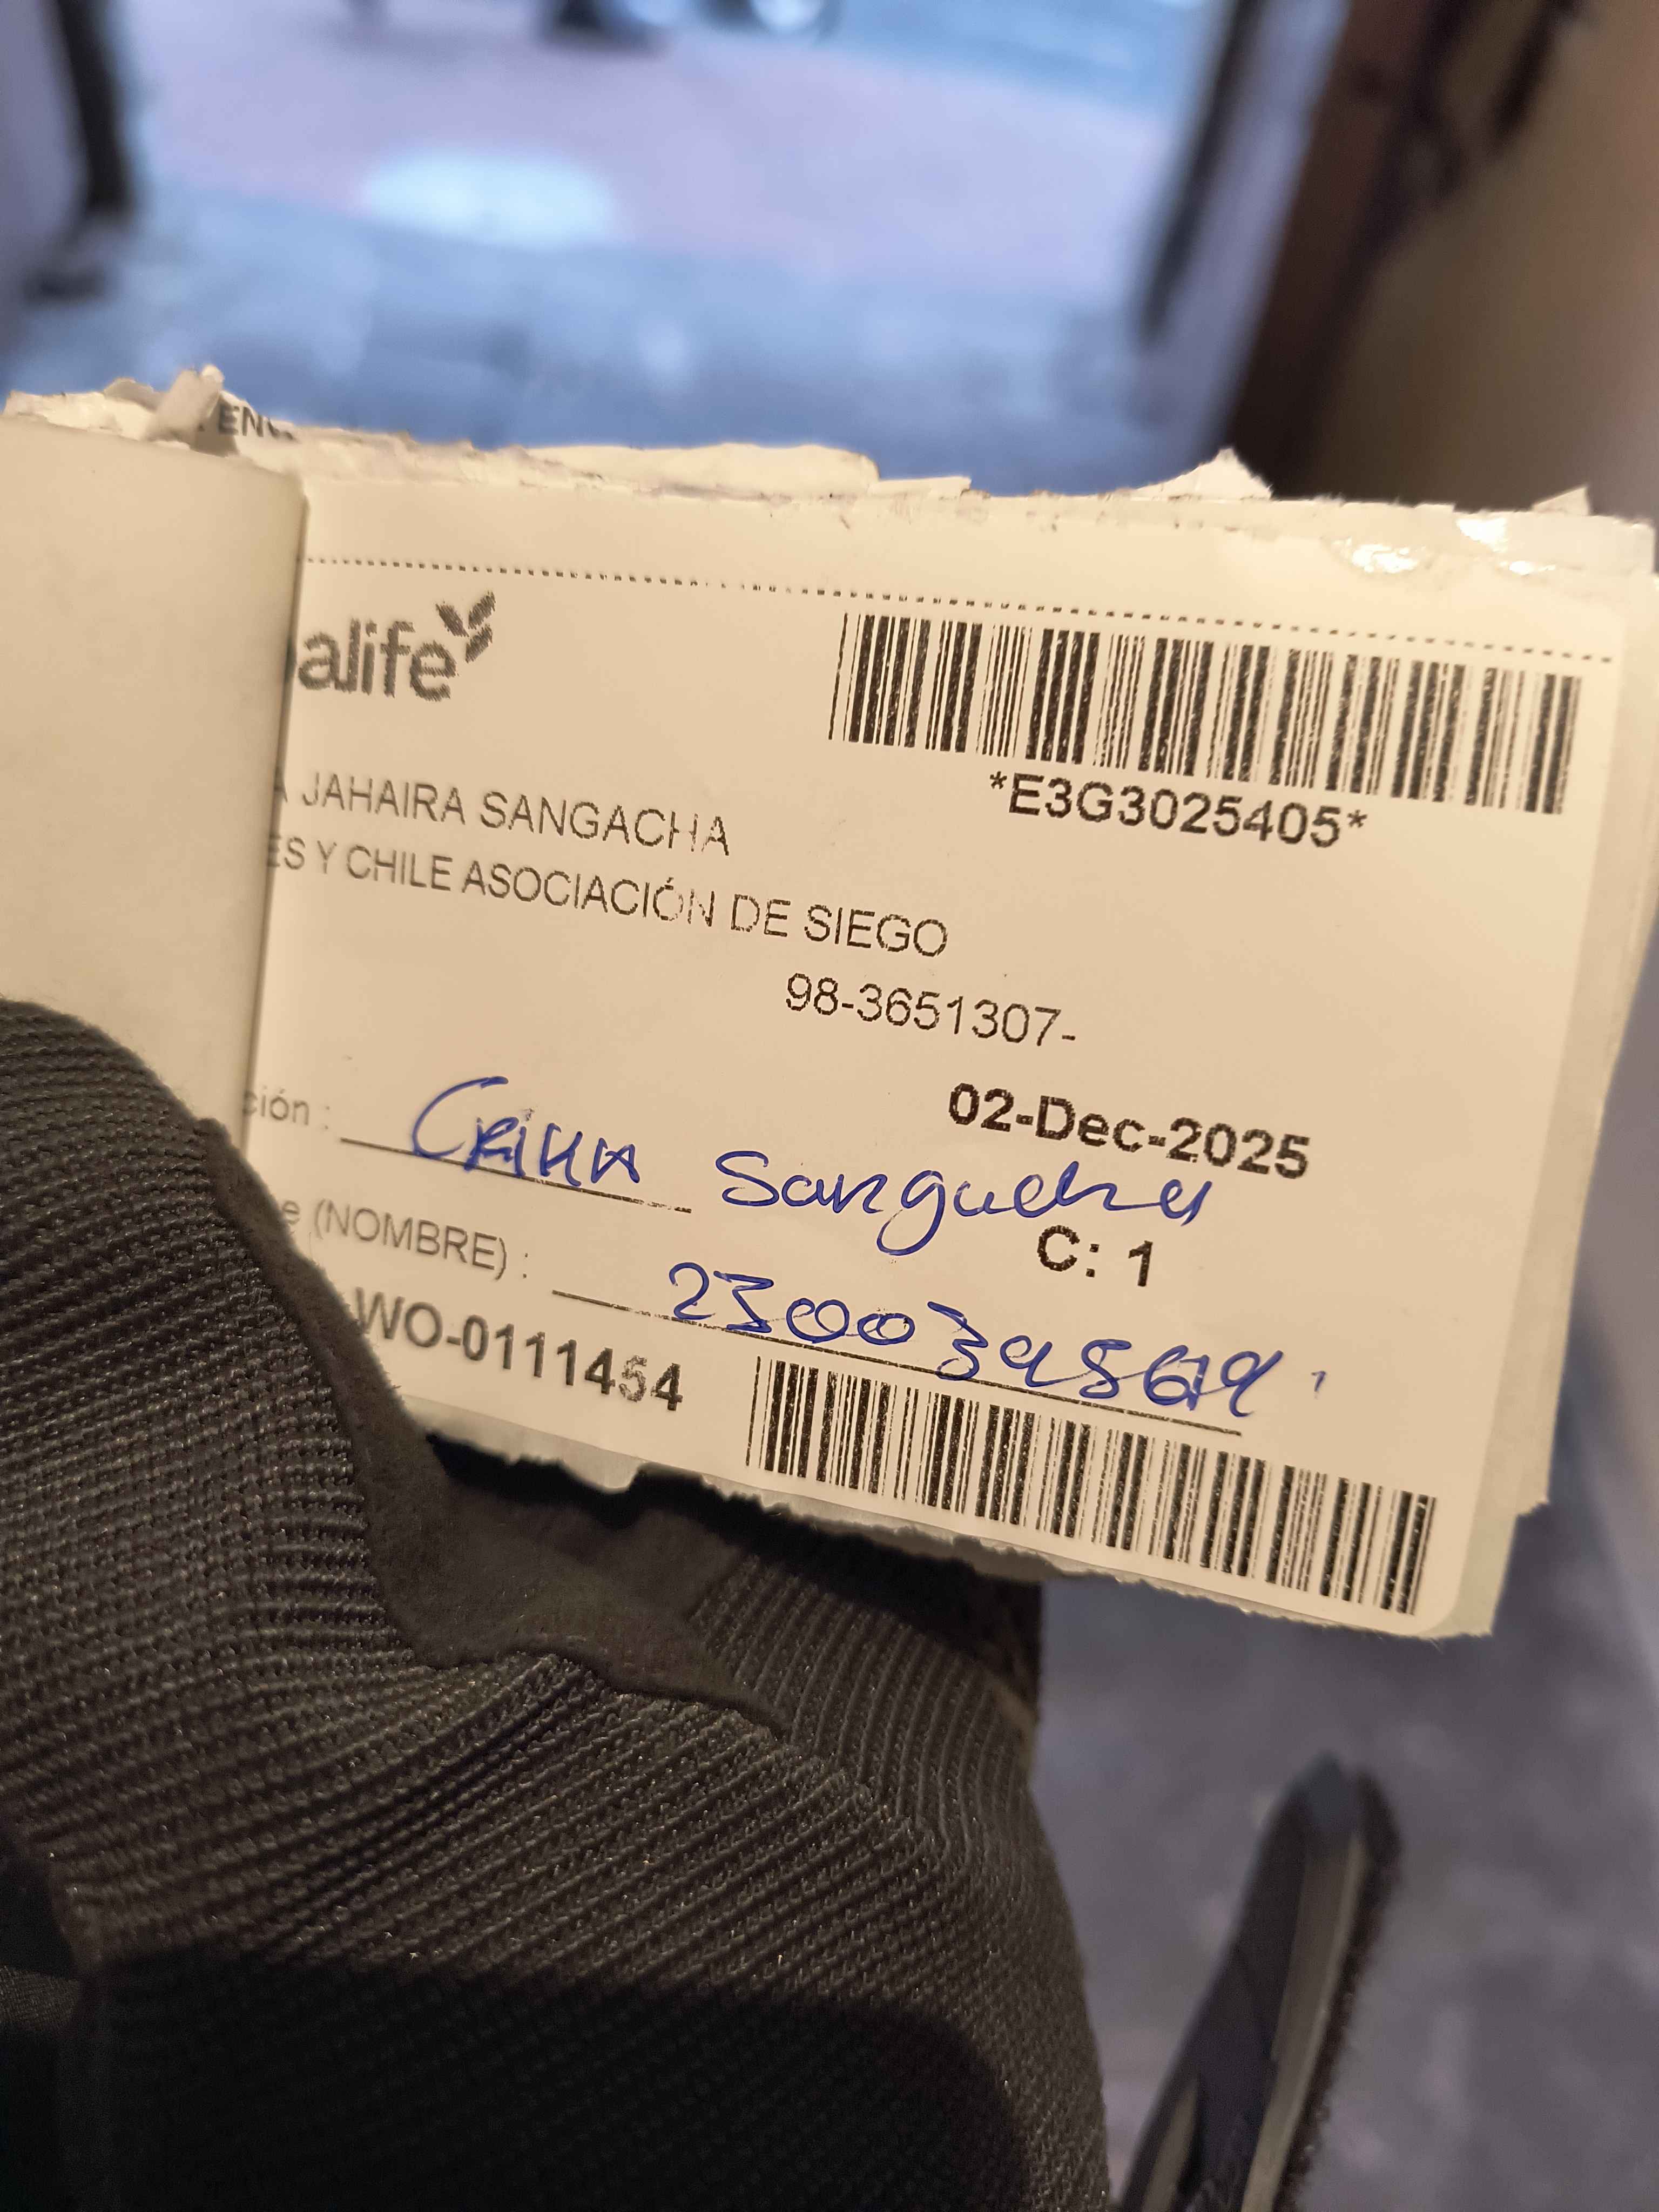 alife
*E3G3025405*
A JAHAIRA SANGACHA
ES Y CHILE ASOCIACIÓN DE SIEGO
98-3651307-
02-Dec-2025
ción : Sangucha
C: 1
e (NOMBRE) :
WO-0111454